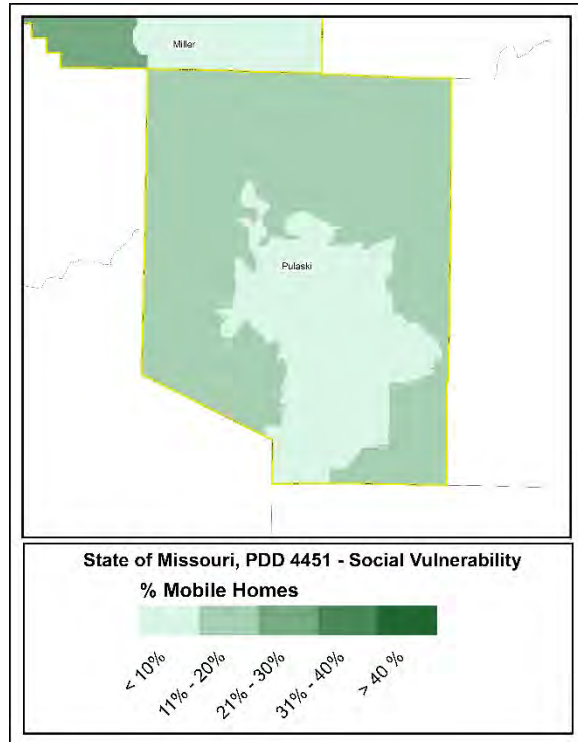 Miller
Pulaski
State of Missouri, PDD 4451 - Social Vulnerability
% Mobile Homes
< 10%
11% - 20%
21% - 30%
31% - 40%
> 40 %